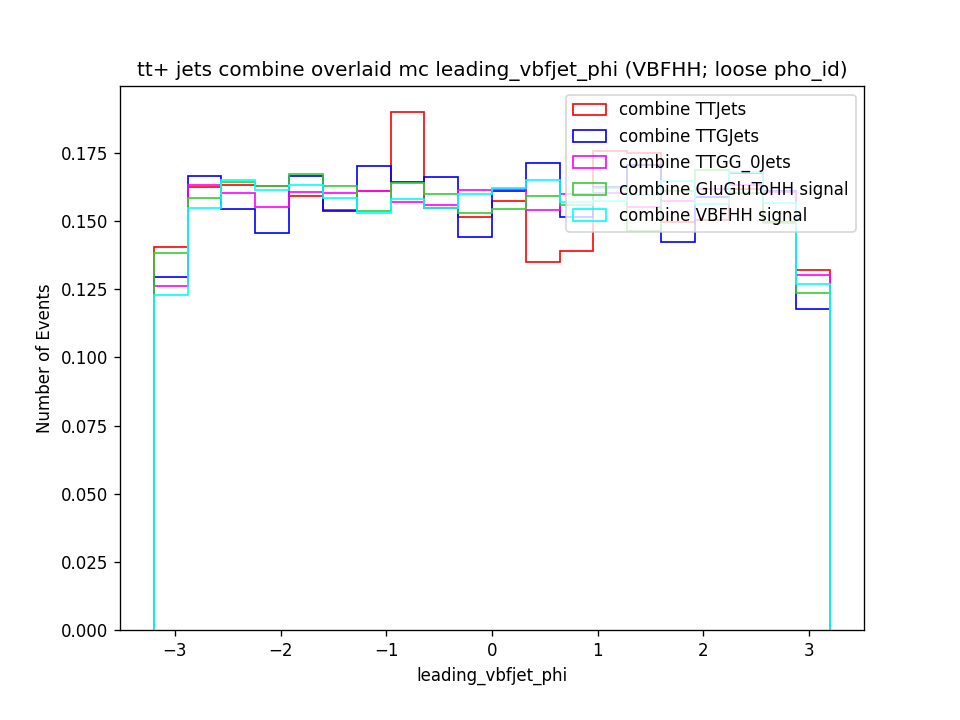 tt+ jets combine overlaid mc leading_vbfjet_phi (VBFHH; loose pho_id)
combine TTJets
combine TTGJets
combine TTGG_0Jets
combine GluGluToHH signal
combine VBFHH signal
Number of Events
0.175
0.150
0.125
0.100
0.075
0.050
0.025
0.000
−3 −2 −1 0 1 2 3
leading_vbfjet_phi